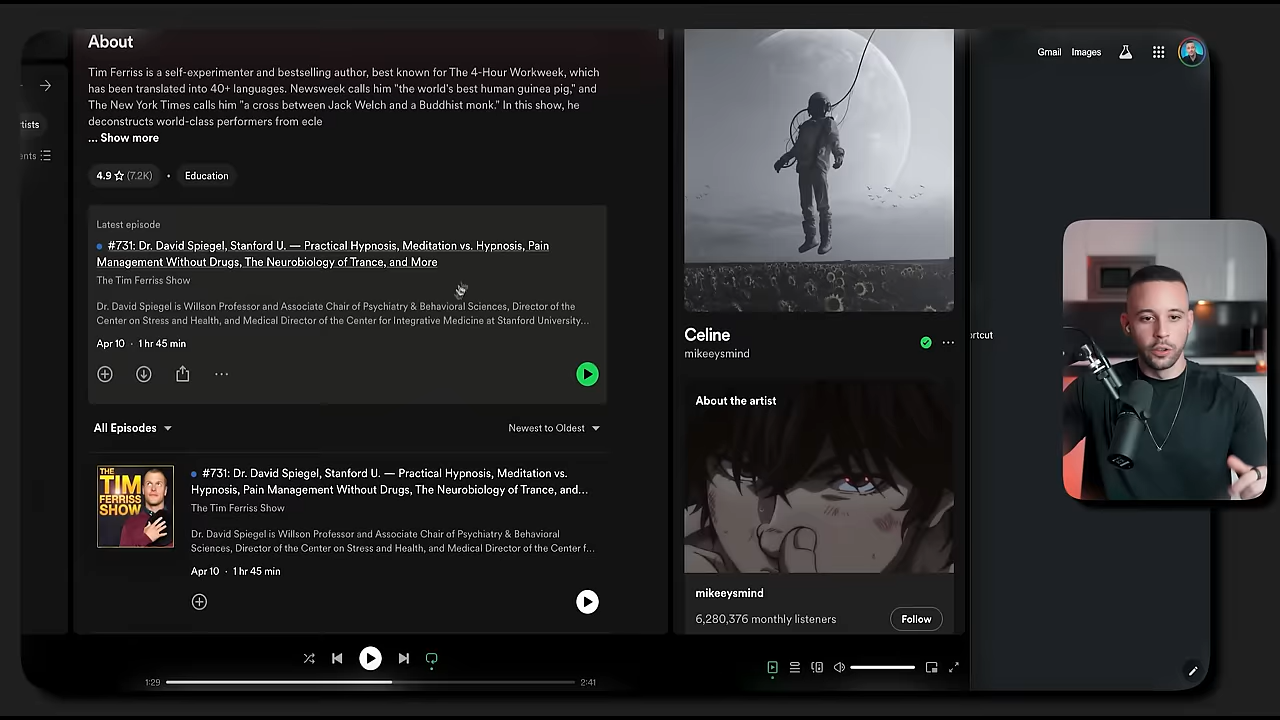 About
Tim Ferriss is a self-experimenter and bestselling author, best known for The 4-Hour Workweek, which
has been translated into 40+ languages. Newsweek calls him "the world's best human guinea pig," and
The New York Times calls him "a cross between Jack Welch and a Buddhist monk." In this show, he
deconstructs world-class performers from ecle
... Show more
4.9 (7.2K) • Education
Latest episode
#731: Dr. David Spiegel, Stanford U. — Practical Hypnosis, Meditation vs. Hypnosis, Pain
Management Without Drugs, The Neurobiology of Trance, and More
The Tim Ferriss Show
Dr. David Spiegel is Willson Professor and Associate Chair of Psychiatry & Behavioral Sciences, Director of the
Center on Stress and Health, and Medical Director of the Center for Integrative Medicine at Stanford University...
Apr 10 · 1 hr 45 min
All Episodes
Newest to Oldest
THE
TIM
FERRISS
SHOW
#731: Dr. David Spiegel, Stanford U. — Practical Hypnosis, Meditation vs.
Hypnosis, Pain Management Without Drugs, The Neurobiology of Trance, and...
The Tim Ferriss Show
Dr. David Spiegel is Willson Professor and Associate Chair of Psychiatry & Behavioral
Sciences, Director of the Center on Stress and Health, and Medical Director of the Center f...
Apr 10 · 1 hr 45 min
1:29
2:41
tists
ents
Celine
mikeeysmind
About the artist
mikeeysmind
6,280,376 monthly listeners
Follow
Gmail Images
ortcut